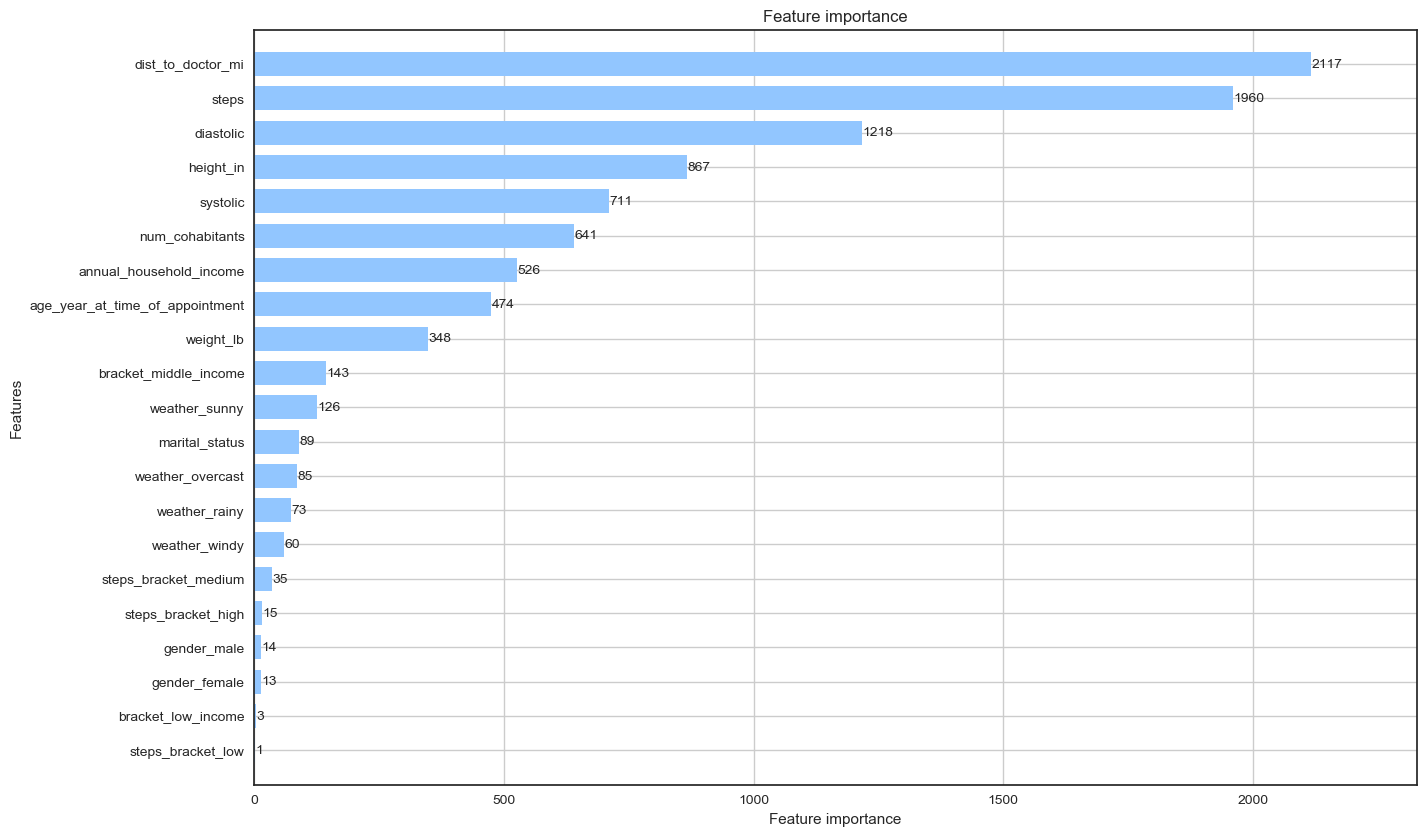 Feature importance
dist_to_doctor_mi 2117
steps 1960
diastolic 1218
height_in 867
systolic 711
num_cohabitants 641
annual_household_income 526
age_year_at_time_of_appointment 474
weight_lb 348
bracket_middle_income 143
weather_sunny 126
marital_status 89
weather_overcast 85
weather_rainy 73
weather_windy 60
steps_bracket_medium 35
steps_bracket_high 15
gender_male 14
gender_female 13
bracket_low_income 3
steps_bracket_low 1
Features
0 500 1000 1500 2000
Feature importance